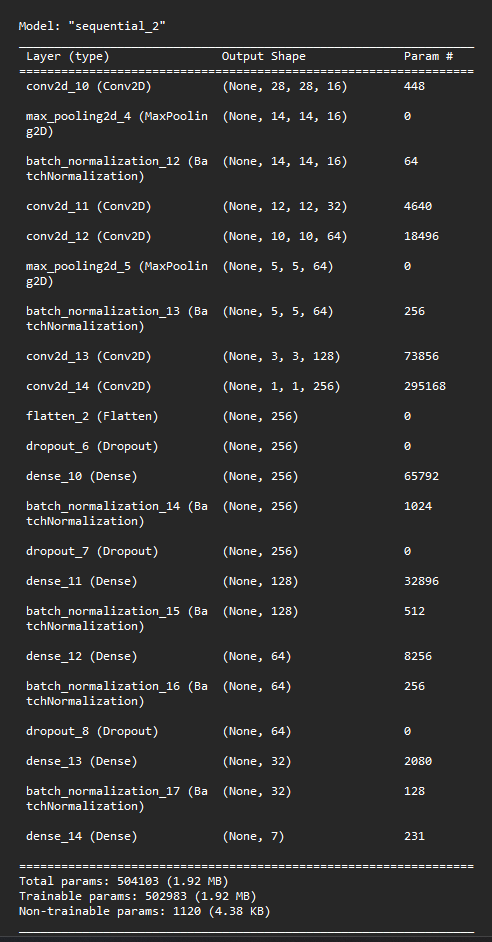 Model: "sequential_2"
Layer (type) Output Shape Param #
conv2d_10 (Conv2D) (None, 28, 28, 16) 448
max_pooling2d_4 (MaxPoolin (None, 14, 14, 16) 0
g2D)
batch_normalization_12 (Ba (None, 14, 14, 16) 64
tchNormalization)
conv2d_11 (Conv2D) (None, 12, 12, 32) 4640
conv2d_12 (Conv2D) (None, 10, 10, 64) 18496
max_pooling2d_5 (MaxPoolin (None, 5, 5, 64) 0
g2D)
batch_normalization_13 (Ba (None, 5, 5, 64) 256
tchNormalization)
conv2d_13 (Conv2D) (None, 3, 3, 128) 73856
conv2d_14 (Conv2D) (None, 1, 1, 256) 295168
flatten_2 (Flatten) (None, 256) 0
dropout_6 (Dropout) (None, 256) 0
dense_10 (Dense) (None, 256) 65792
batch_normalization_14 (Ba (None, 256) 1024
tchNormalization)
dropout_7 (Dropout) (None, 256) 0
dense_11 (Dense) (None, 128) 32896
batch_normalization_15 (Ba (None, 128) 512
tchNormalization)
dense_12 (Dense) (None, 64) 8256
batch_normalization_16 (Ba (None, 64) 256
tchNormalization)
dropout_8 (Dropout) (None, 64) 0
dense_13 (Dense) (None, 32) 2080
batch_normalization_17 (Ba (None, 32) 128
tchNormalization)
dense_14 (Dense) (None, 7) 231
Total params: 504103 (1.92 MB)
Trainable params: 502983 (1.92 MB)
Non-trainable params: 1120 (4.38 KB)